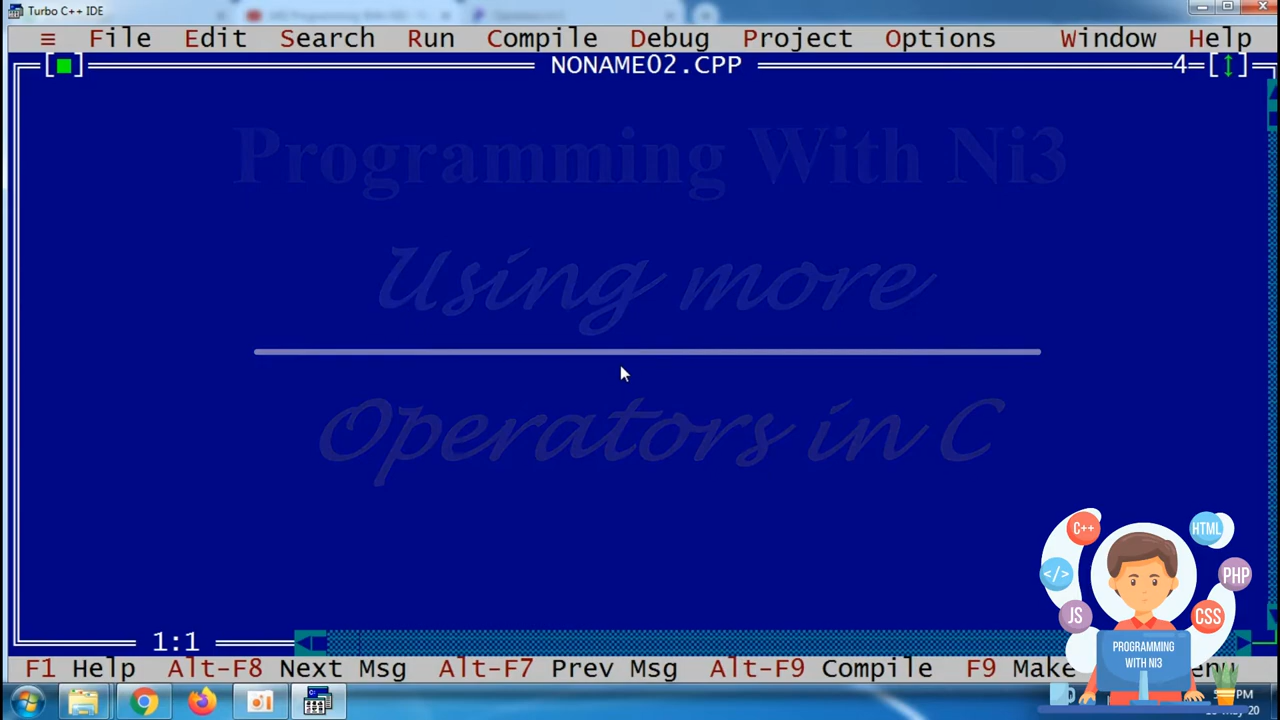 Turbo C++ IDE
≡ File Edit Search Run Compile Debug Project Options Window Help
[■] NONAME02.CPP 4=[↕]
Programming With Ni3
Using more
Operators in C
1:1
F1 Help Alt-F8 Next Msg Alt-F7 Prev Msg Alt-F9 Compile F9 Make
C++
HTML
</>
PHP
JS
CSS
PROGRAMMING
WITH NI3
PM